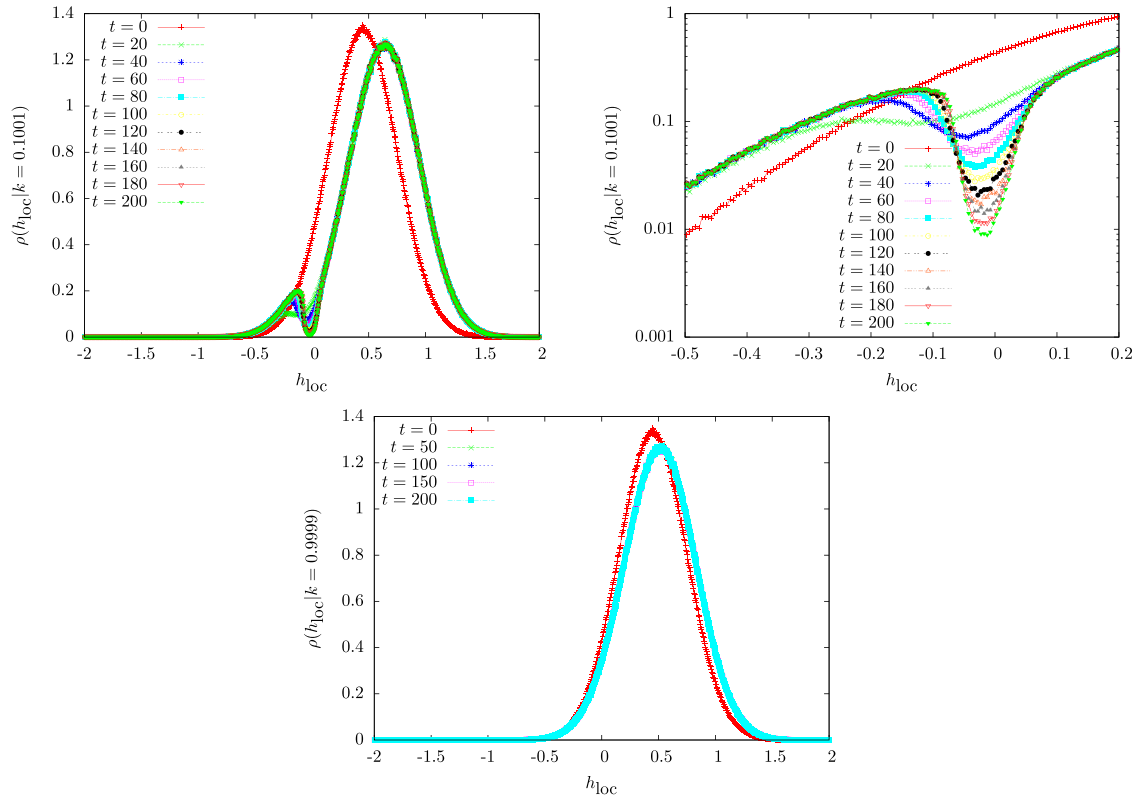 1.4
1.2
1
0.8
0.6
0.4
0.2
0
-2
-1.5
-1
-0.5
0
0.5
1
1.5
2
ρ(h_loc|k = 0.1001)
h_loc
t = 0
t = 20
t = 40
t = 60
t = 80
t = 100
t = 120
t = 140
t = 160
t = 180
t = 200
1
0.1
0.01
0.001
-0.5
-0.4
-0.3
-0.2
-0.1
0
0.1
0.2
ρ(h_loc|k = 0.1001)
h_loc
t = 0
t = 20
t = 40
t = 60
t = 80
t = 100
t = 120
t = 140
t = 160
t = 180
t = 200
1.4
1.2
1
0.8
0.6
0.4
0.2
0
-2
-1.5
-1
-0.5
0
0.5
1
1.5
2
ρ(h_loc|k = 0.9999)
h_loc
t = 0
t = 50
t = 100
t = 150
t = 200